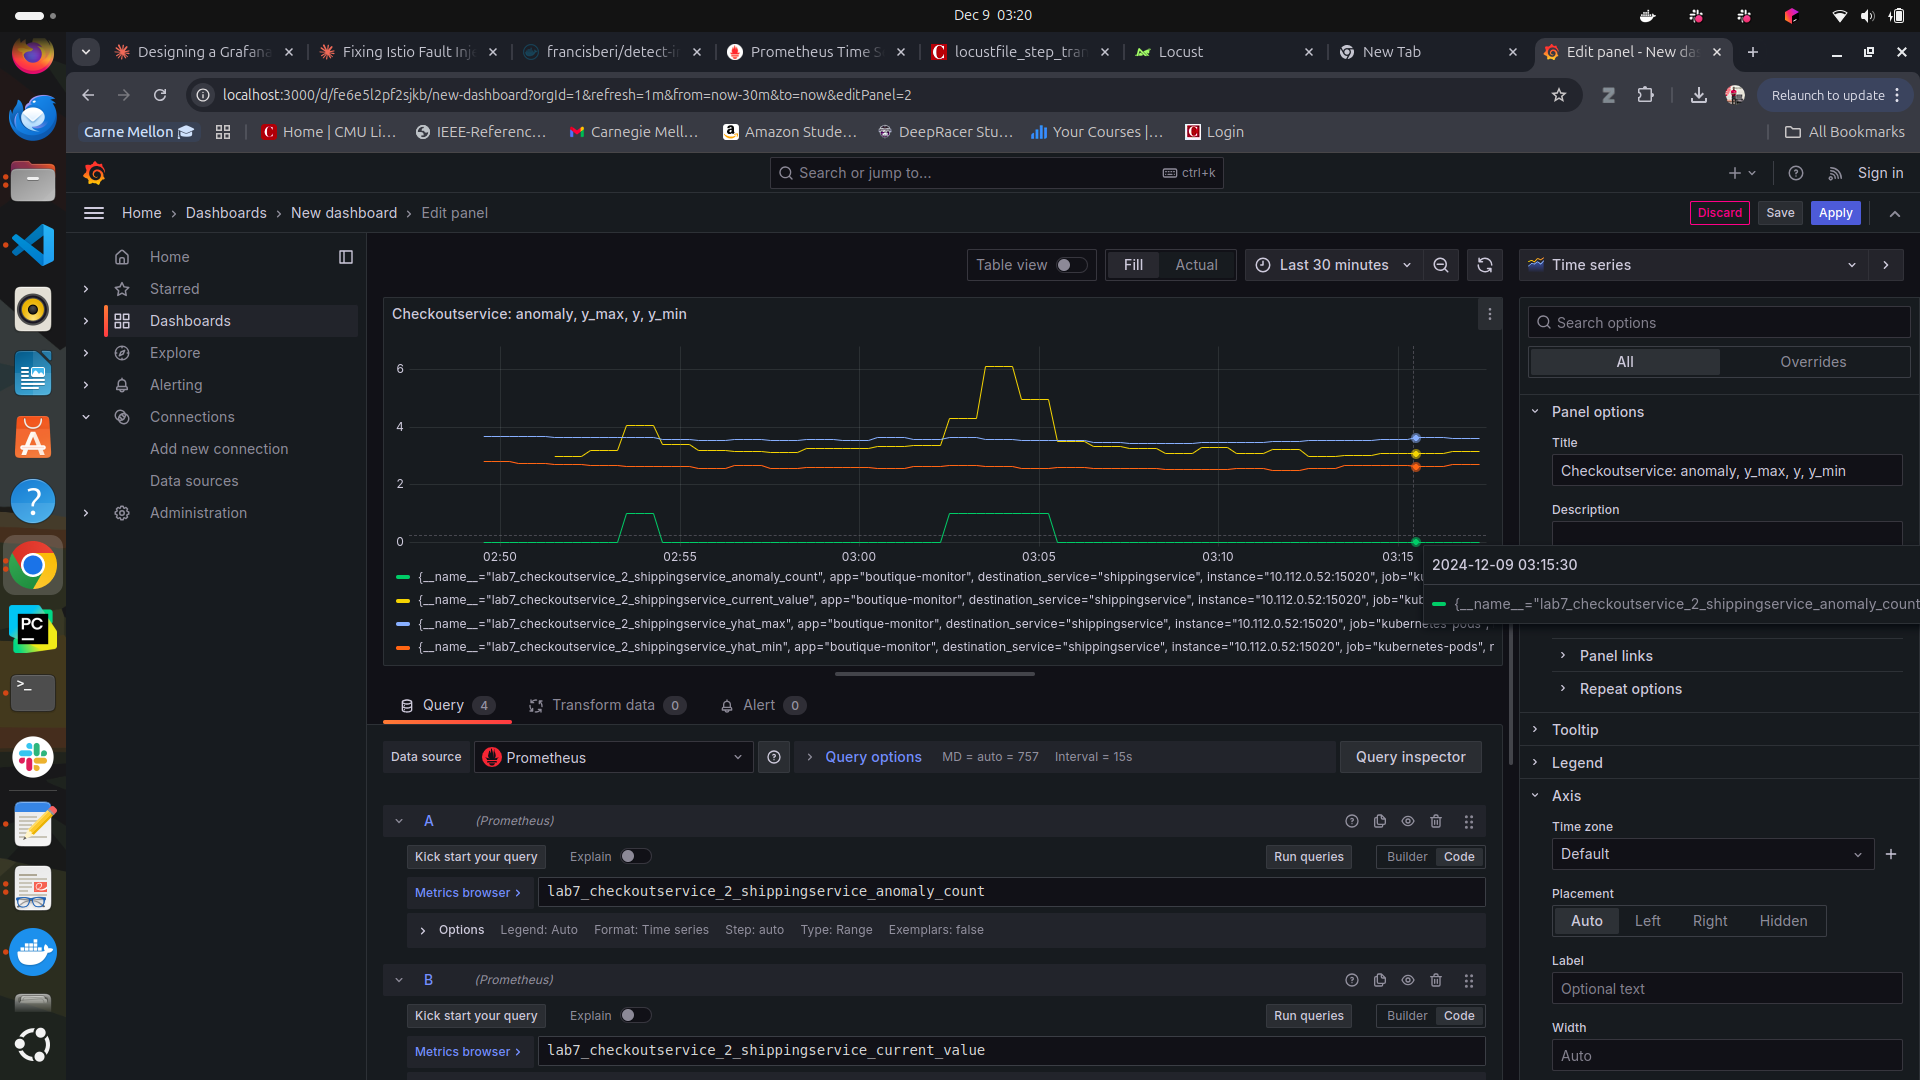 Dec 9 03:20
Designing a Grafana
Fixing Istio Fault Inje
francisberi/detect-i
Prometheus Time S
locustfile_step_tran
Locust
New Tab
Edit panel - New das
localhost:3000/d/fe6e5l2pf2sjkb/new-dashboard?orgId=1&refresh=1m&from=now-30m&to=now&editPanel=2
Relaunch to update
Carne Mellon
Home | CMU Li...
IEEE-Referenc...
Carnegie Mell...
Amazon Stude...
DeepRacer Stu...
Your Courses |...
Login
All Bookmarks
Search or jump to...
ctrl+k
Sign in
Home › Dashboards › New dashboard › Edit panel
Discard
Save
Apply
Home
Starred
Dashboards
Explore
Alerting
Connections
Add new connection
Data sources
Administration
Table view
Fill
Actual
Last 30 minutes
Time series
Checkoutservice: anomaly, y_max, y, y_min
6
4
2
0
02:50
02:55
03:00
03:05
03:10
03:15
{__name__="lab7_checkoutservice_2_shippingservice_anomaly_count", app="boutique-monitor", destination_service="shippingservice", instance="10.112.0.52:15020", job="ku
{__name__="lab7_checkoutservice_2_shippingservice_current_value", app="boutique-monitor", destination_service="shippingservice", instance="10.112.0.52:15020", job="kub
{__name__="lab7_checkoutservice_2_shippingservice_yhat_max", app="boutique-monitor", destination_service="shippingservice", instance="10.112.0.52:15020", job="kubernetes-pods",
{__name__="lab7_checkoutservice_2_shippingservice_yhat_min", app="boutique-monitor", destination_service="shippingservice", instance="10.112.0.52:15020", job="kubernetes-pods", r
2024-12-09 03:15:30
{__name__="lab7_checkoutservice_2_shippingservice_anomaly_count
Query 4
Transform data 0
Alert 0
Data source
Prometheus
Query options
MD = auto = 757
Interval = 15s
Query inspector
A
(Prometheus)
Kick start your query
Explain
Run queries
Builder
Code
Metrics browser >
lab7_checkoutservice_2_shippingservice_anomaly_count
Options
Legend: Auto
Format: Time series
Step: auto
Type: Range
Exemplars: false
B
(Prometheus)
Kick start your query
Explain
Run queries
Builder
Code
Metrics browser >
lab7_checkoutservice_2_shippingservice_current_value
Search options
All
Overrides
Panel options
Title
Checkoutservice: anomaly, y_max, y, y_min
Description
Panel links
Repeat options
Tooltip
Legend
Axis
Time zone
Default
Placement
Auto
Left
Right
Hidden
Label
Optional text
Width
Auto
PC